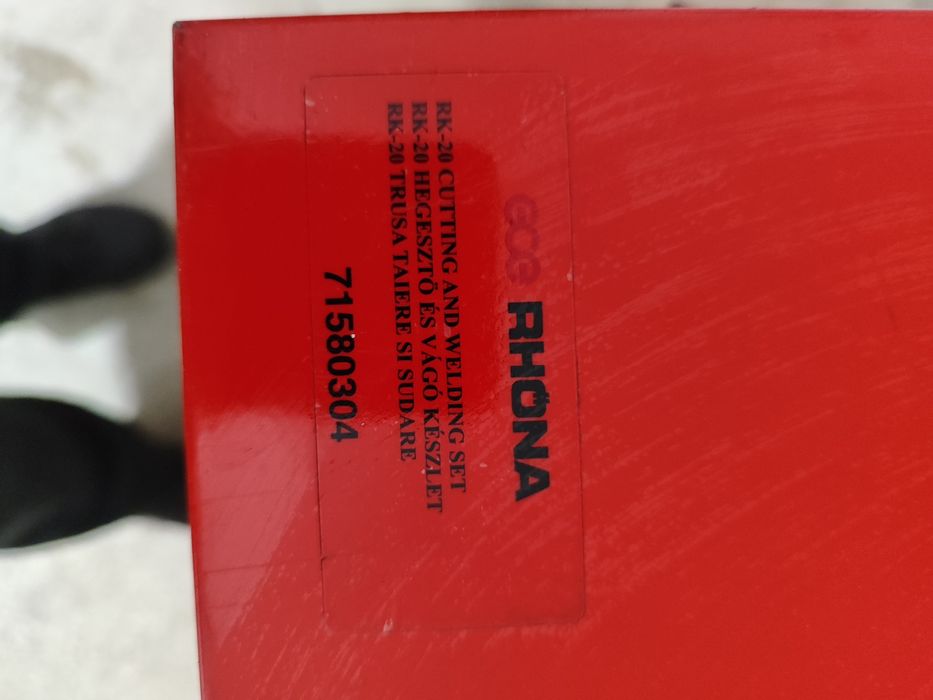 ece RHÖNA
RK-20 CUTTING AND WELDING SET
RK-20 HEGESZTŐ ÉS VÁGÓ KÉSZLET
RK-20 TRUSA TAIERE SI SUDARE
71580304